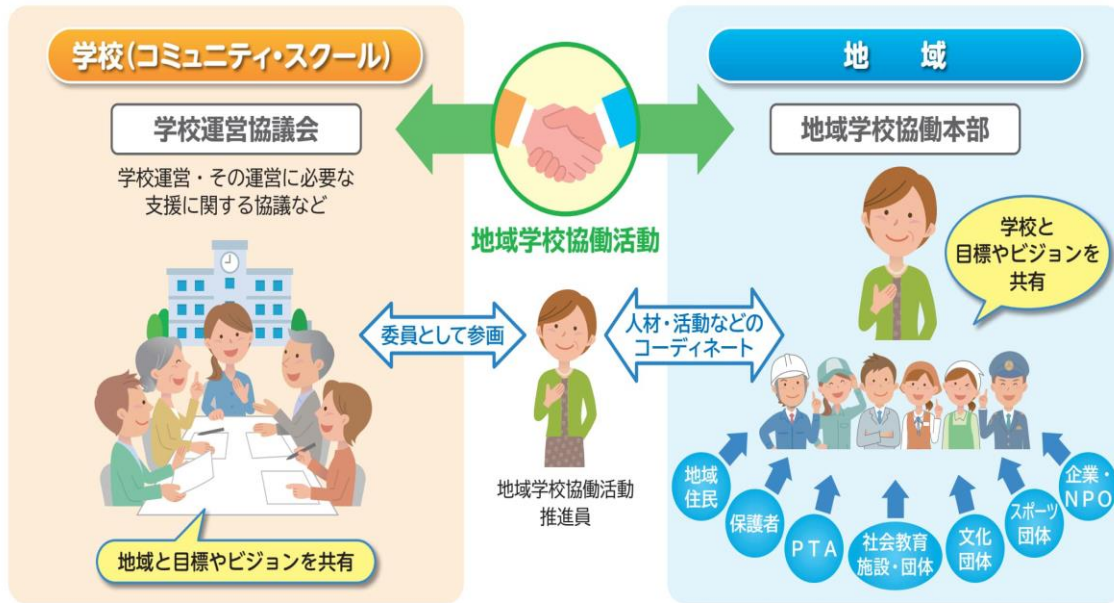 学校(コミュニティ・スクール)
学校運営協議会
学校運営・その運営に必要な
支援に関する協議など
地域と目標やビジョンを共有
地域学校協働活動
委員として参画
人材・活動などの
コーディネート
地域学校協働活動
推進員
地　域
地域学校協働本部
学校と
目標やビジョンを
共有
地域
住民
保護者
PTA
社会教育
施設・団体
文化
団体
スポーツ
団体
企業・
NPO